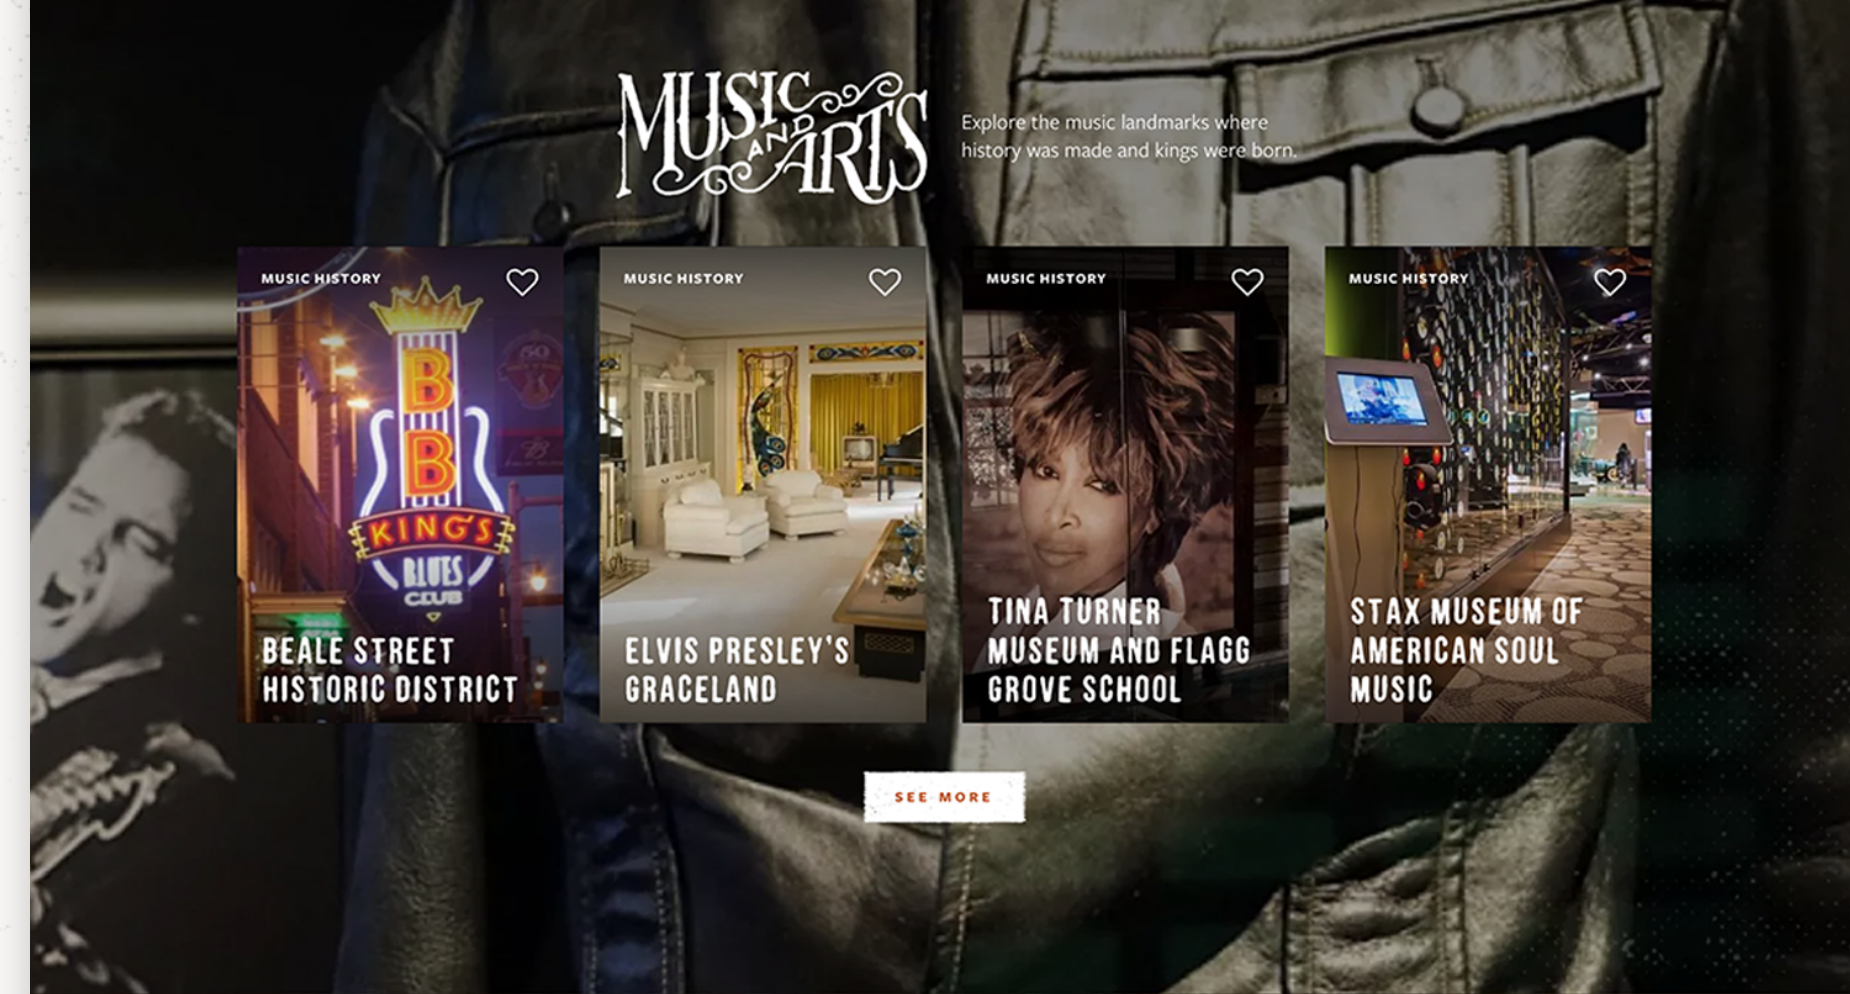 MUSIC
AND
ARTS
Explore the music landmarks where
history was made and kings were born.
MUSIC HISTORY
B
B
KING'S
BLUES
CLUB
BEALE STREET
HISTORIC DISTRICT
MUSIC HISTORY
ELVIS PRESLEY'S
GRACELAND
MUSIC HISTORY
TINA TURNER
MUSEUM AND FLAGG
GROVE SCHOOL
MUSIC HISTORY
STAX MUSEUM OF
AMERICAN SOUL
MUSIC
SEE MORE